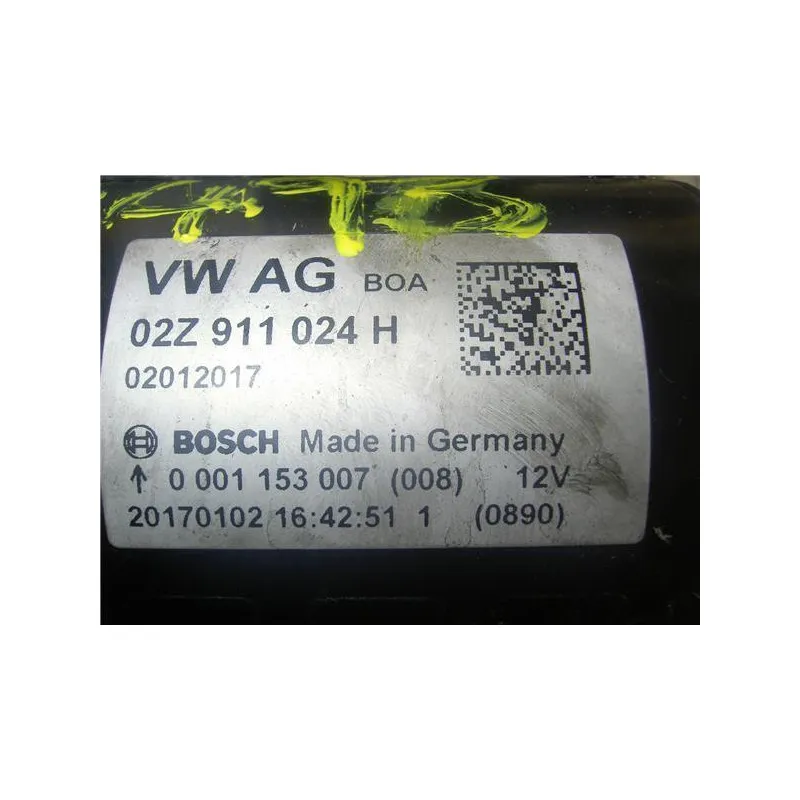 VW AG BOA
02Z 911 024 H
02012017
BOSCH Made in Germany
↑ 0 001 153 007 (008) 12V
20170102 16:42:51 1 (0890)